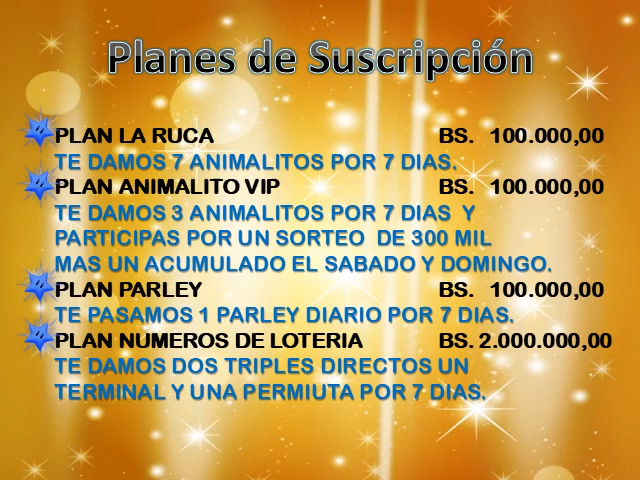 Planes de Suscripción
PLAN LA RUCA BS. 100.000,00
TE DAMOS 7 ANIMALITOS POR 7 DIAS.
PLAN ANIMALITO VIP BS. 100.000,00
TE DAMOS 3 ANIMALITOS POR 7 DIAS Y
PARTICIPAS POR UN SORTEO DE 300 MIL
MAS UN ACUMULADO EL SABADO Y DOMINGO.
PLAN PARLEY BS. 100.000,00
TE PASAMOS 1 PARLEY DIARIO POR 7 DIAS.
PLAN NUMEROS DE LOTERIA BS. 2.000.000,00
TE DAMOS DOS TRIPLES DIRECTOS UN
TERMINAL Y UNA PERMIUTA POR 7 DIAS.